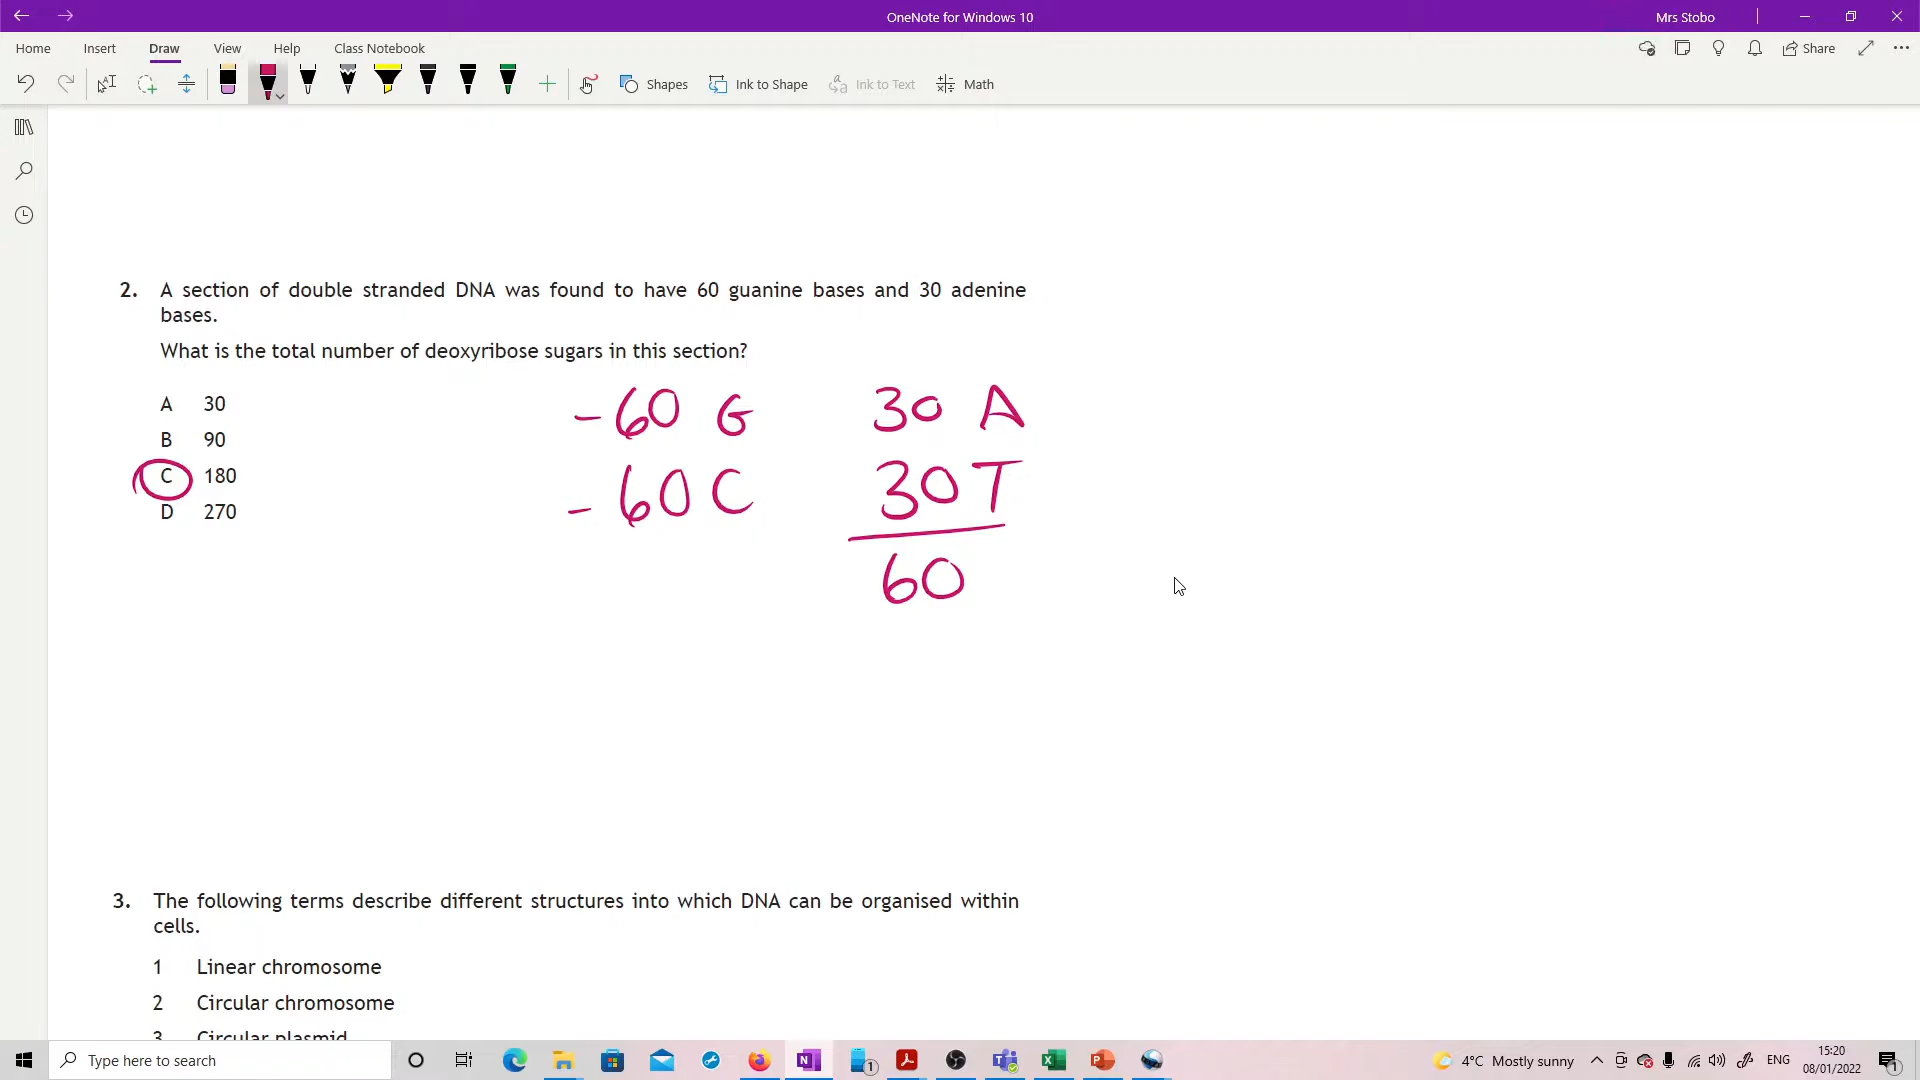 OneNote for Windows 10
Mrs Stobo
Home Insert Draw View Help Class Notebook
Share
Shapes Ink to Shape Ink to Text Math
2. A section of double stranded DNA was found to have 60 guanine bases and 30 adenine
bases.
What is the total number of deoxyribose sugars in this section?
A 30
B 90
C 180
D 270
- 60 G 30 A
- 60 C 30 T
60
3. The following terms describe different structures into which DNA can be organised within
cells.
1 Linear chromosome
2 Circular chromosome
3 Circular plasmid
Type here to search
4°C Mostly sunny
ENG
15:20
08/01/2022